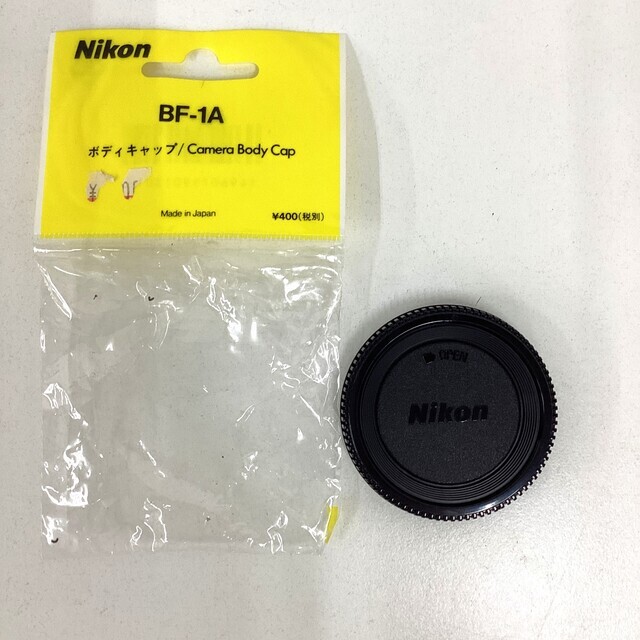 Nikon
BF-1A
ボディキャップ/Camera Body Cap
Made in Japan
¥400(税別)
OPEN
Nikon